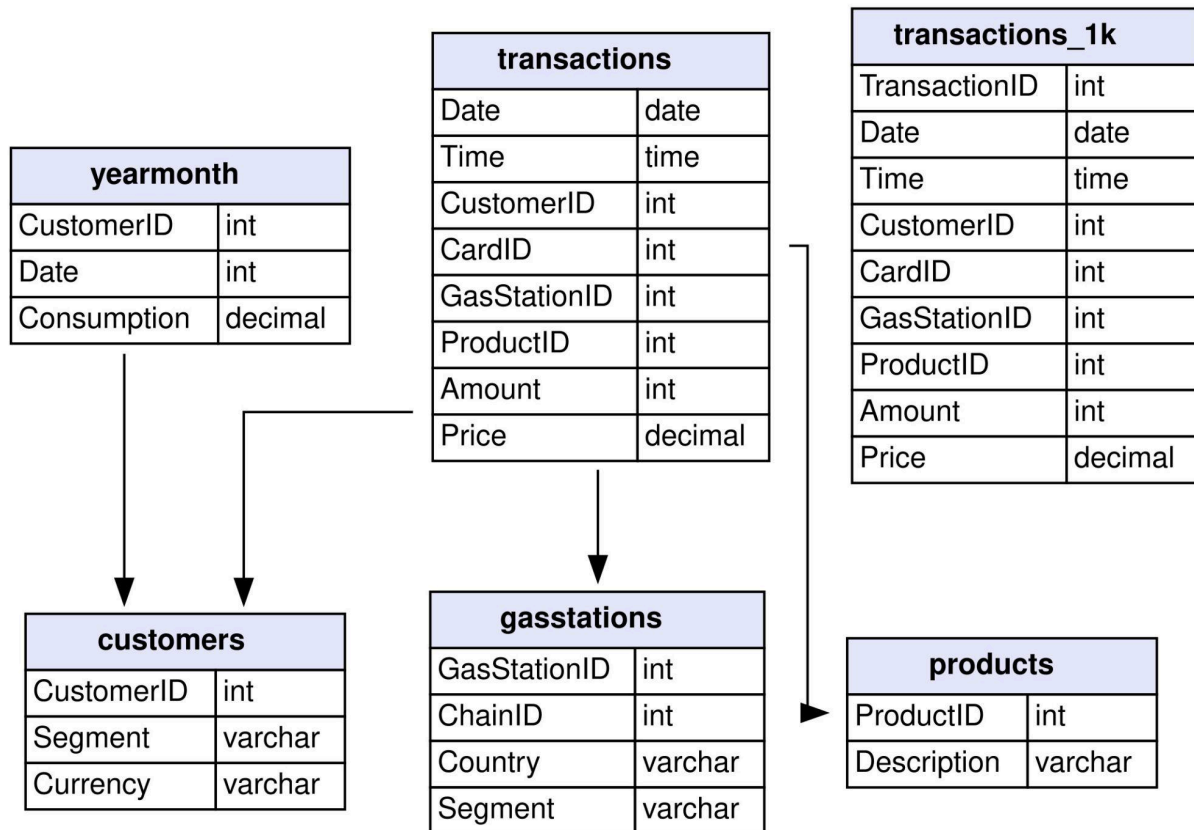 yearmonth
CustomerID int
Date int
Consumption decimal
transactions
Date date
Time time
CustomerID int
CardID int
GasStationID int
ProductID int
Amount int
Price decimal
transactions_1k
TransactionID int
Date date
Time time
CustomerID int
CardID int
GasStationID int
ProductID int
Amount int
Price decimal
customers
CustomerID int
Segment varchar
Currency varchar
gasstations
GasStationID int
ChainID int
Country varchar
Segment varchar
products
ProductID int
Description varchar